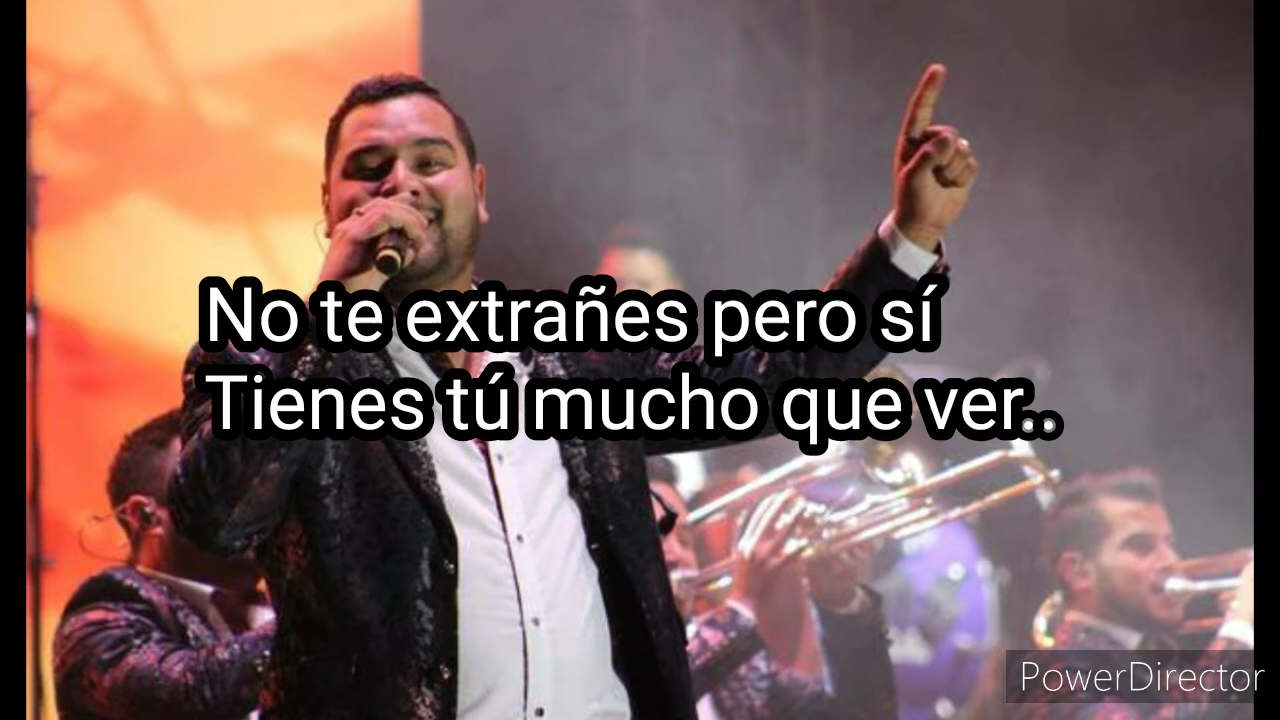 No te extrañes pero sí
Tienes tú mucho que ver..
PowerDirector